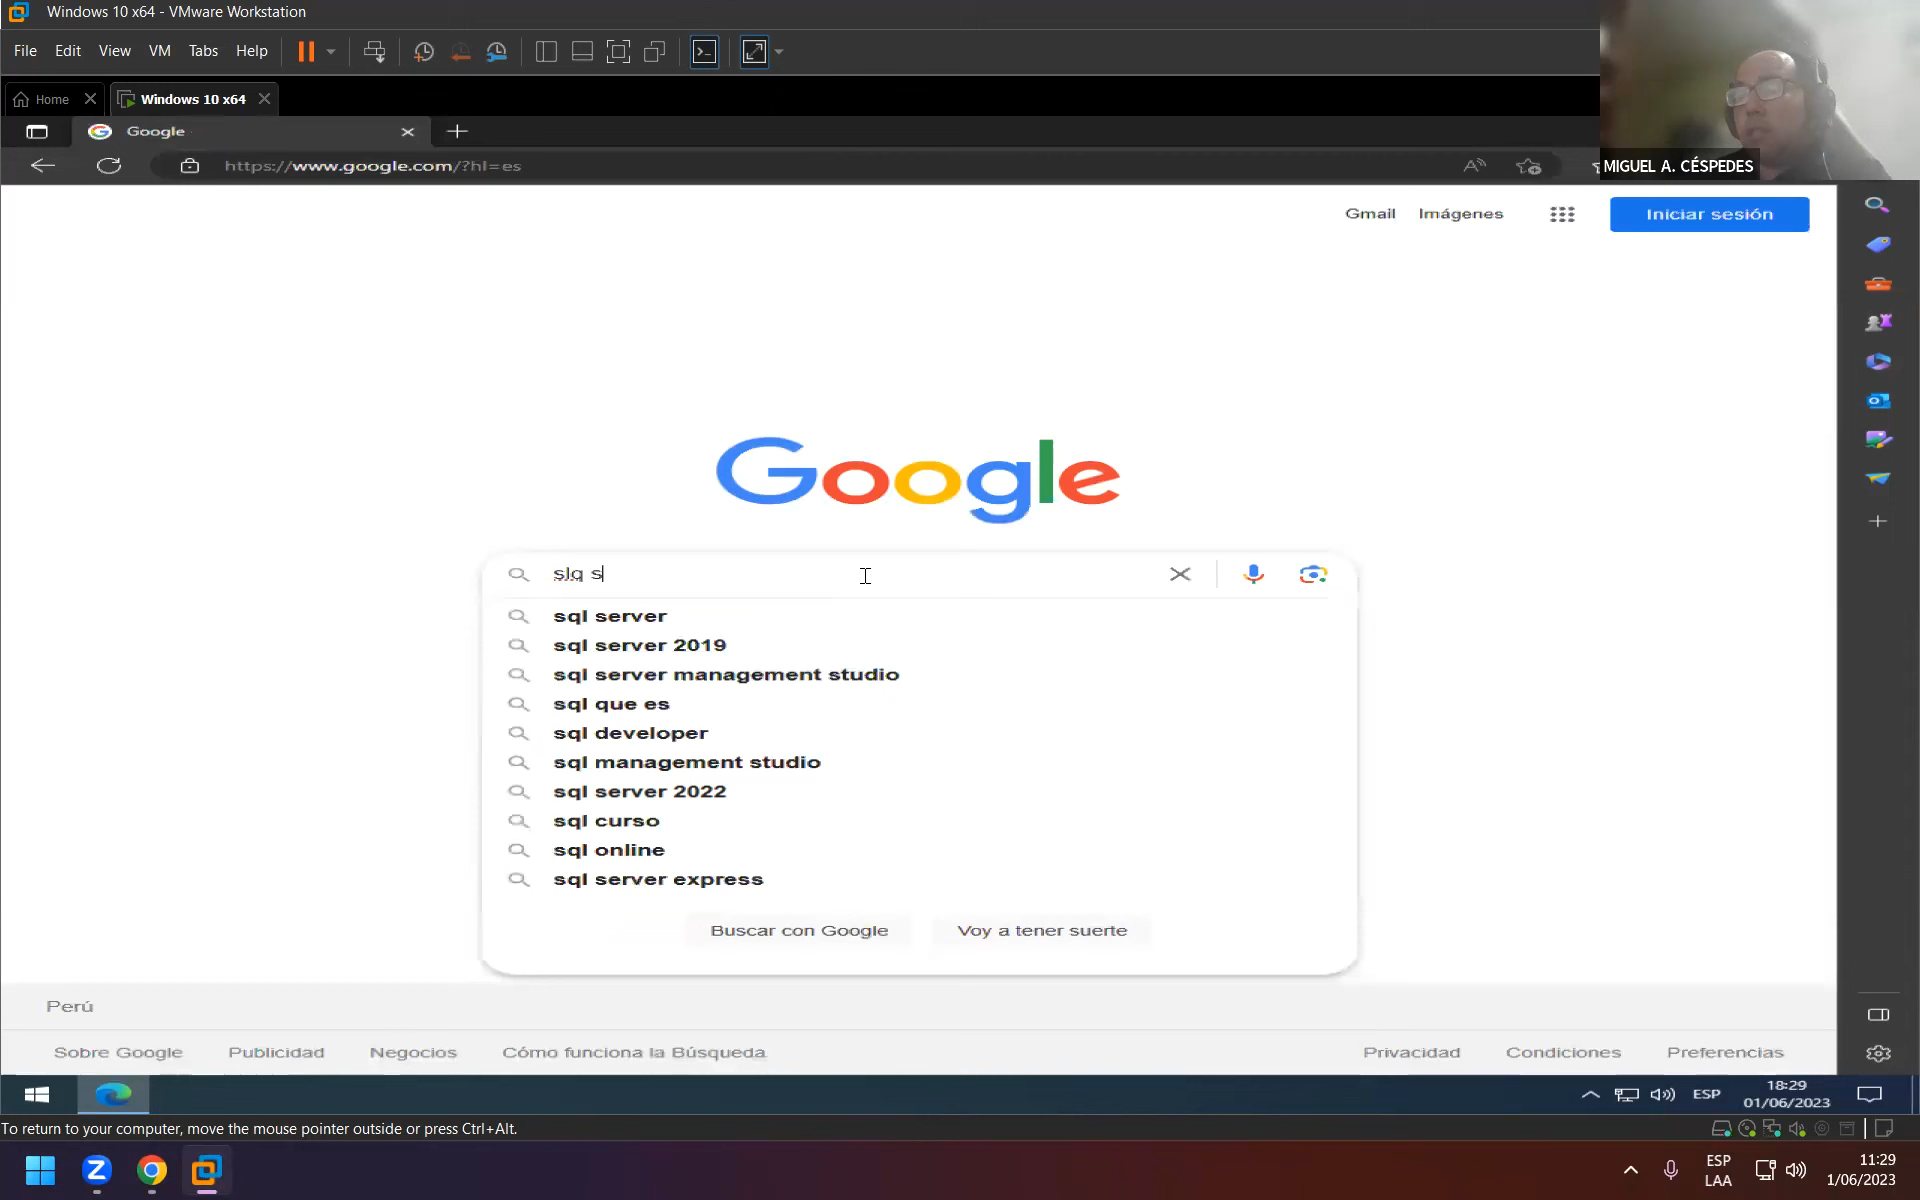 Windows 10 x64 - VMware Workstation
File Edit View VM Tabs Help
Home Windows 10 x64
Google
https://www.google.com/?hl=es
MIGUEL A. CÉSPEDES
Gmail Imágenes Iniciar sesión
Google
slq s
sql server
sql server 2019
sql server management studio
sql que es
sql developer
sql management studio
sql server 2022
sql curso
sql online
sql server express
Buscar con Google Voy a tener suerte
Perú
Sobre Google Publicidad Negocios Cómo funciona la Búsqueda Privacidad Condiciones Preferencias
ESP 18:29
01/06/2023
To return to your computer, move the mouse pointer outside or press Ctrl+Alt.
ESP 11:29
LAA 1/06/2023